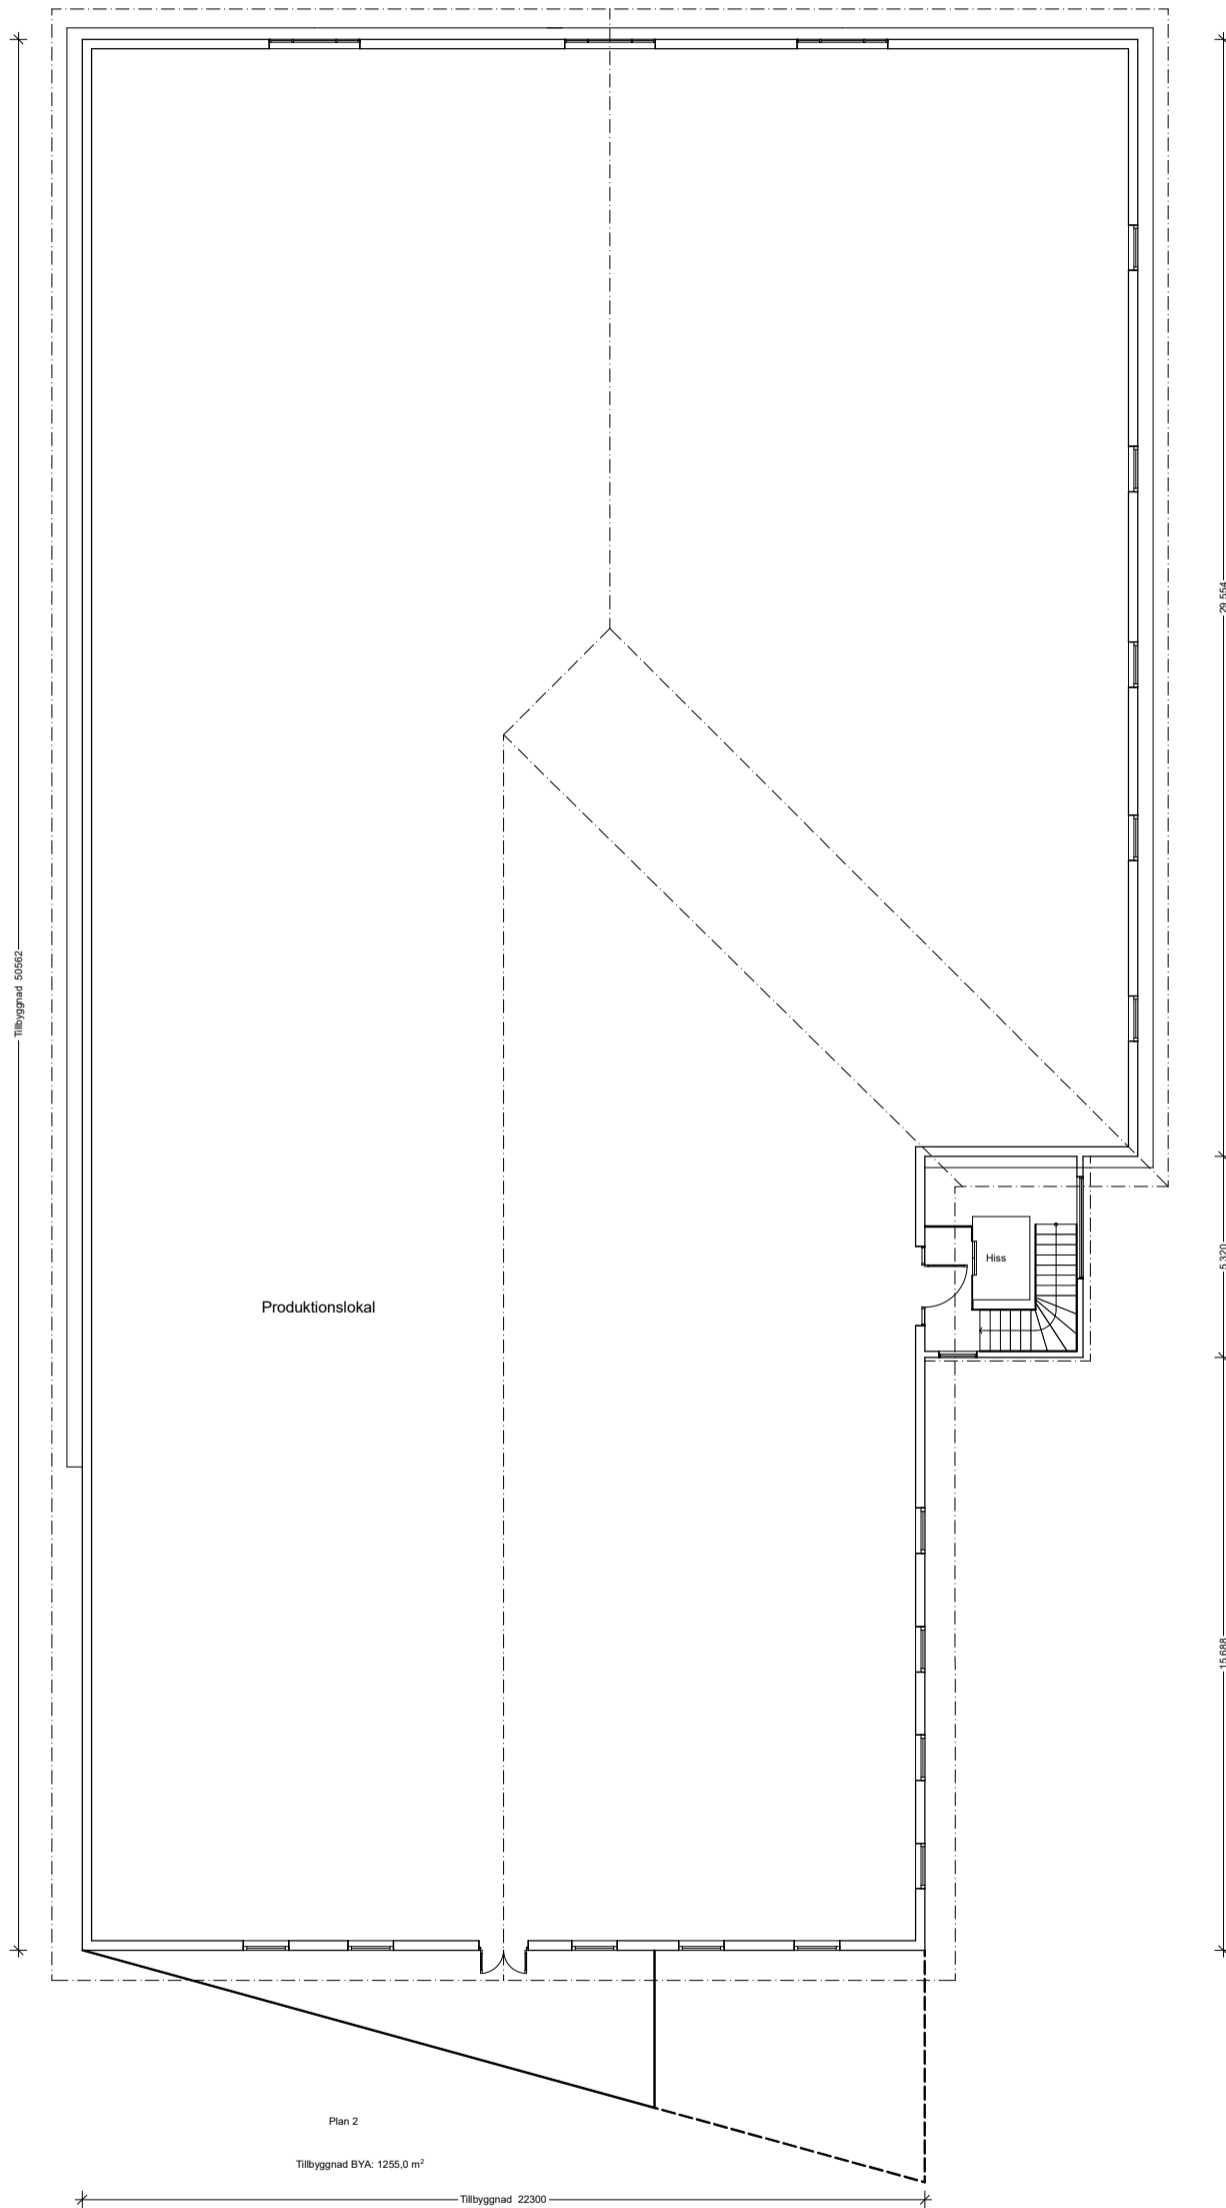 29.554
Tillbyggnad 50562
5.320
Hiss
Produktionslokal
15.688
Plan 2
Tillbyggnad BYA: 1255,0 m²
Tillbyggnad 22300